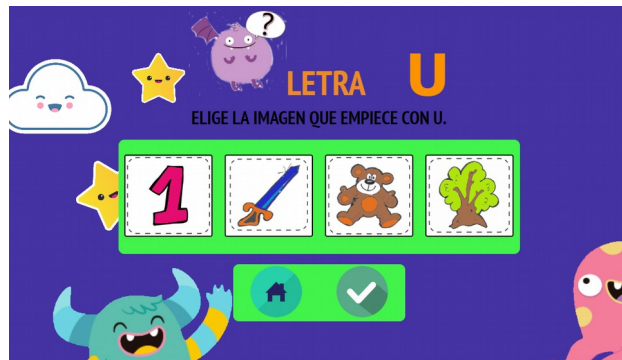 ?
LETRA U
ELIGE LA IMAGEN QUE EMPIECE CON U.
1